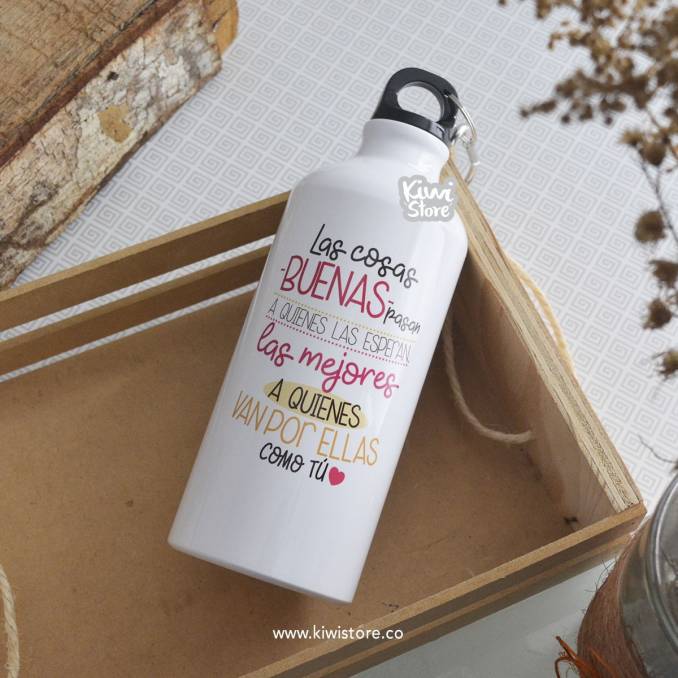 Kiwi
Store
Las cosas
-BUENAS-
pasan
A QUIENES LAS ESPERAN,
las mejores
A QUIENES
VAN POR ELLAS
COMO TÚ
www.kiwistore.co